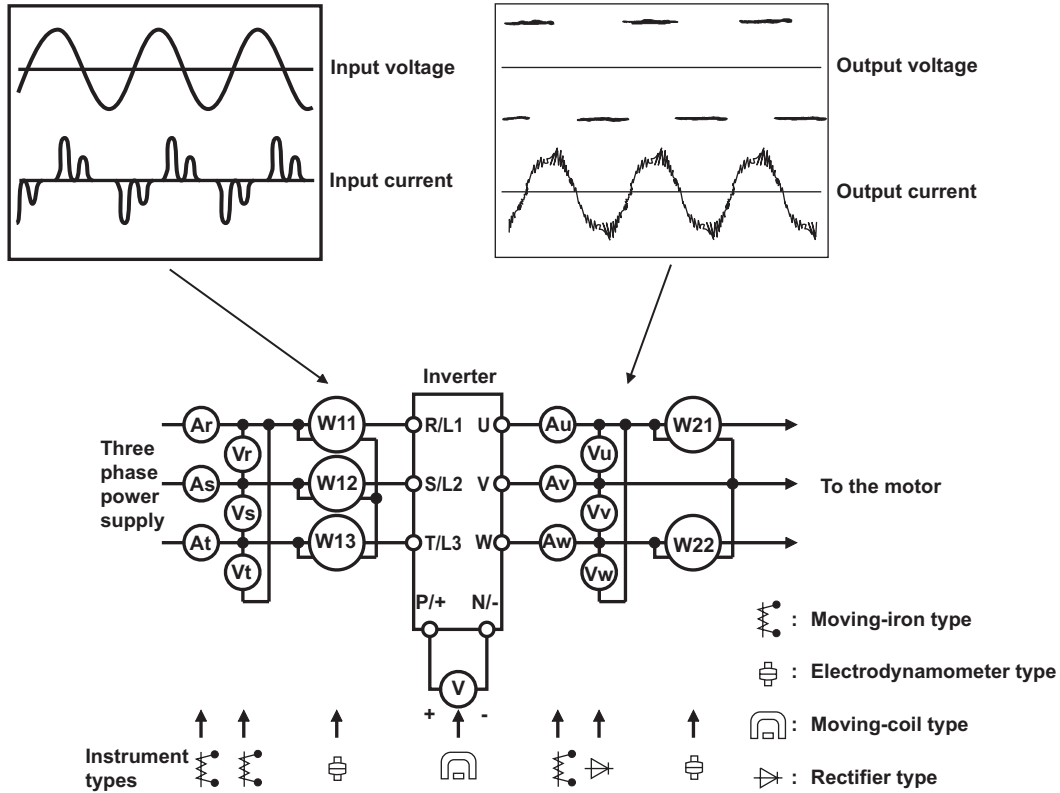 Input voltage
Input current
Output voltage
Output current
Inverter
Three
phase
power
supply
Ar
As
At
Vr
Vs
Vt
W11
W12
W13
R/L1
S/L2
T/L3
U
V
W
P/+
N/-
Au
Av
Aw
Vu
Vv
Vw
W21
W22
To the motor
V
+
-
Instrument
types
: Moving-iron type
: Electrodynamometer type
: Moving-coil type
: Rectifier type